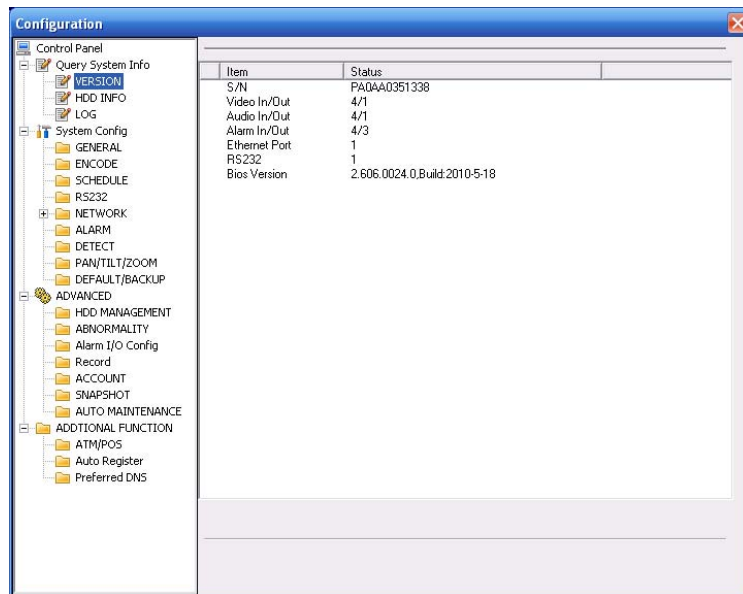 Configuration
Control Panel
Query System Info
VERSION
HDD INFO
LOG
System Config
GENERAL
ENCODE
SCHEDULE
RS232
NETWORK
ALARM
DETECT
PAN/TILT/ZOOM
DEFAULT/BACKUP
ADVANCED
HDD MANAGEMENT
ABNORMALITY
Alarm I/O Config
Record
ACCOUNT
SNAPSHOT
AUTO MAINTENANCE
ADDTIONAL FUNCTION
ATM/POS
Auto Register
Preferred DNS
Item Status
S/N PA0AA0351338
Video In/Out 4/1
Audio In/Out 4/1
Alarm In/Out 4/3
Ethernet Port 1
RS232 1
Bios Version 2.606.0024.0,Build:2010-5-18